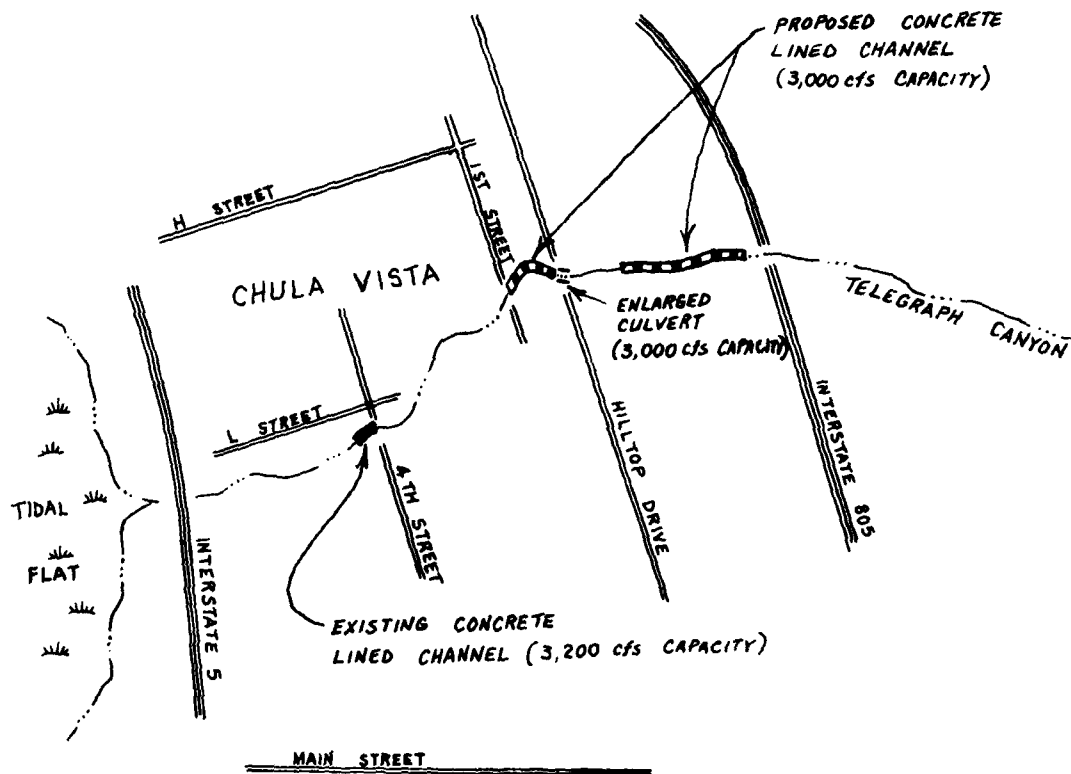 PROPOSED CONCRETE
LINED CHANNEL
(3,000 cfs CAPACITY)
H STREET
1ST STREET
CHULA VISTA
ENLARGED
CULVERT
(3,000 cfs CAPACITY)
TELEGRAPH CANYON
L STREET
4TH STREET
HILLTOP DRIVE
INTERSTATE 805
TIDAL
FLAT
INTERSTATE 5
EXISTING CONCRETE
LINED CHANNEL (3,200 cfs CAPACITY)
MAIN STREET